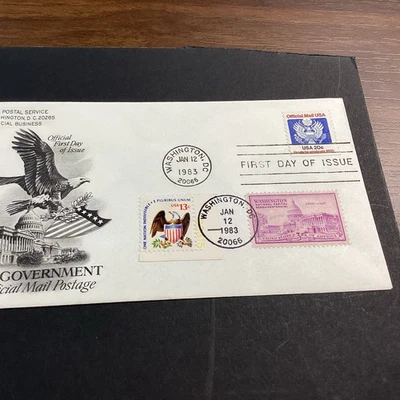 POSTAL SERVICE
HINGTON, D.C. 20265
CIAL BUSINESS
Official
First Day
of Issue
GOVERNMENT
icial Mail Postage
WASHINGTON, DC
JAN 12
1983
20066
Official Mail USA
USA 20c
FIRST DAY OF ISSUE
ONE NATION INDIVISIBLE • E PLURIBUS UNUM
USA 13c
WASHINGTON, DC
JAN
12
1983
20066
WASHINGTON
3¢